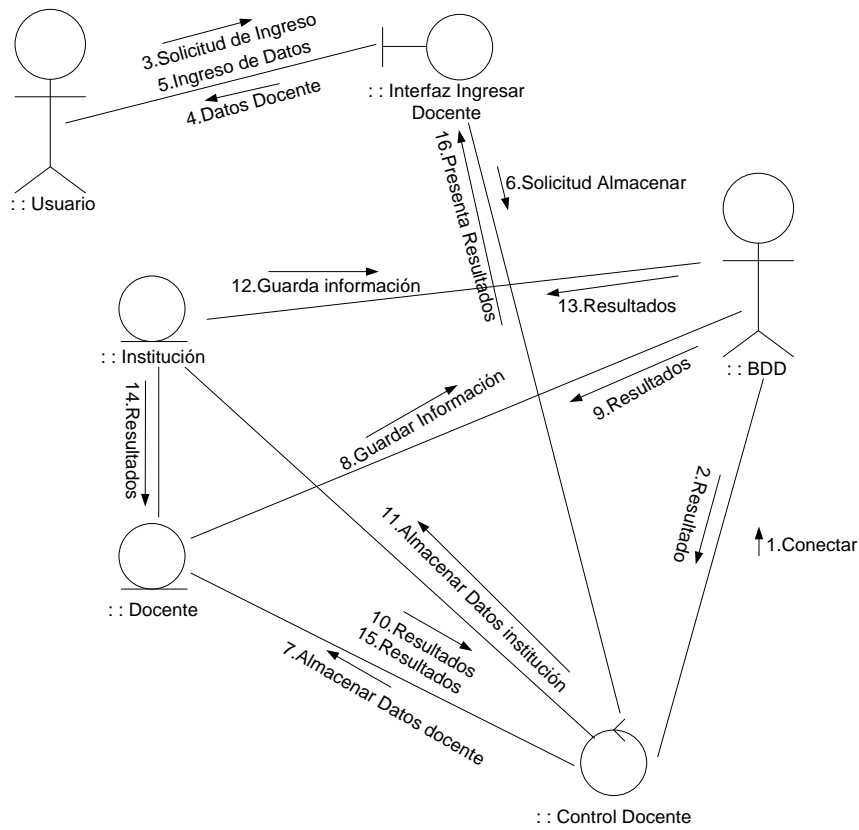 3.Solicitud de Ingreso
5.Ingreso de Datos
4.Datos Docente
: : Interfaz Ingresar
Docente
: : Usuario
16.Presenta Resultados
6.Solicitud Almacenar
12.Guarda información
13.Resultados
: : Institución
: : BDD
14.Resultados
8.Guardar Información
9.Resultados
2.Resultado
1.Conectar
11.Almacenar Datos institución
: : Docente
10.Resultados
15.Resultados
7.Almacenar Datos docente
: : Control Docente